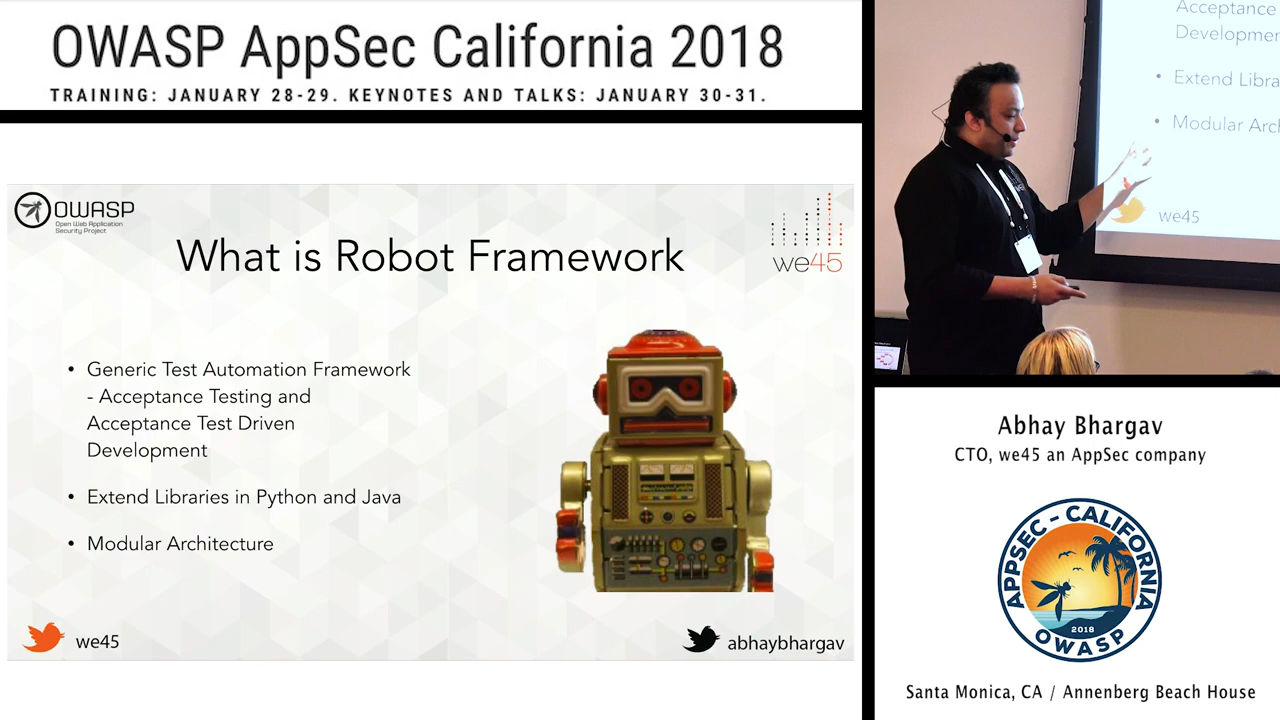 OWASP AppSec California 2018
TRAINING: JANUARY 28-29. KEYNOTES AND TALKS: JANUARY 30-31.
OWASP
Open Web Application
Security Project
we45
What is Robot Framework
• Generic Test Automation Framework
- Acceptance Testing and
Acceptance Test Driven
Development
• Extend Libraries in Python and Java
• Modular Architecture
we45
abhaybhargav
Acceptance
Developmen
• Extend Libra
• Modular Arch
we45
Abhay Bhargav
CTO, we45 an AppSec company
APPSEC - CALIFORNIA
2018
OWASP
Santa Monica, CA / Annenberg Beach House